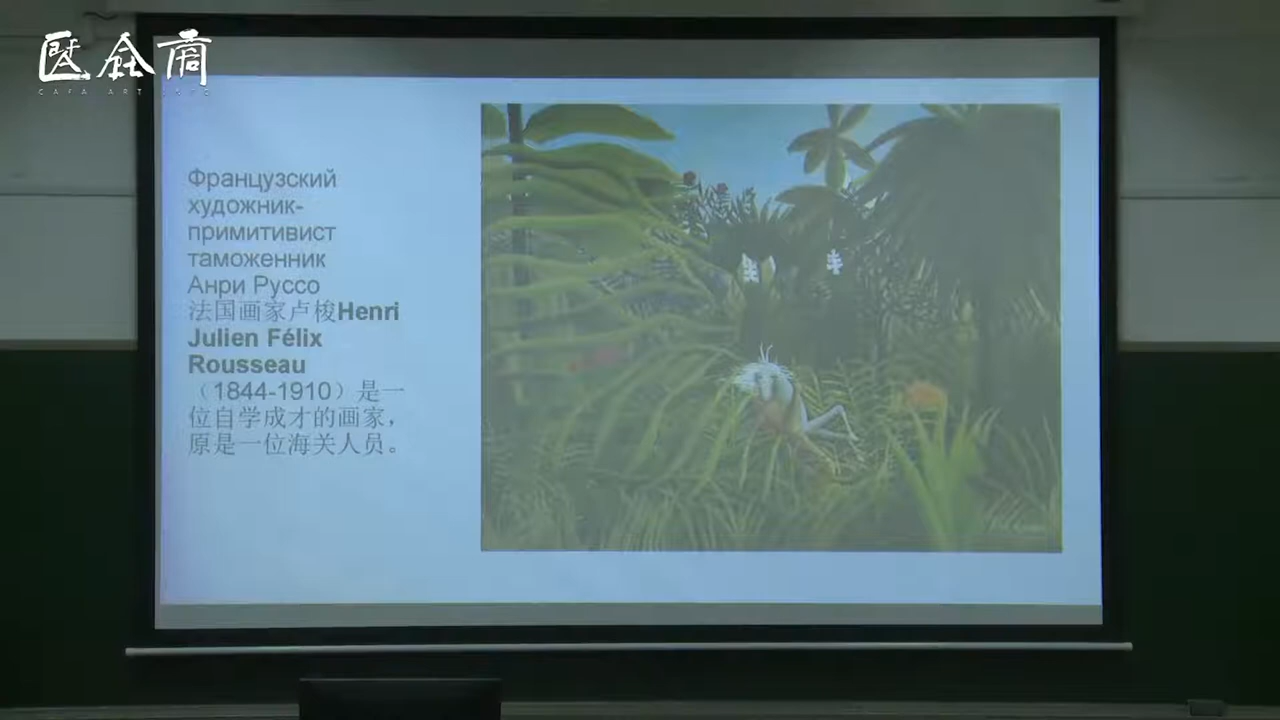 Французский
художник-
примитивист
таможенник
Анри Руссо
法国画家卢梭Henri
Julien Félix
Rousseau
（1844-1910）是一
位自学成才的画家，
原是一位海关人员。